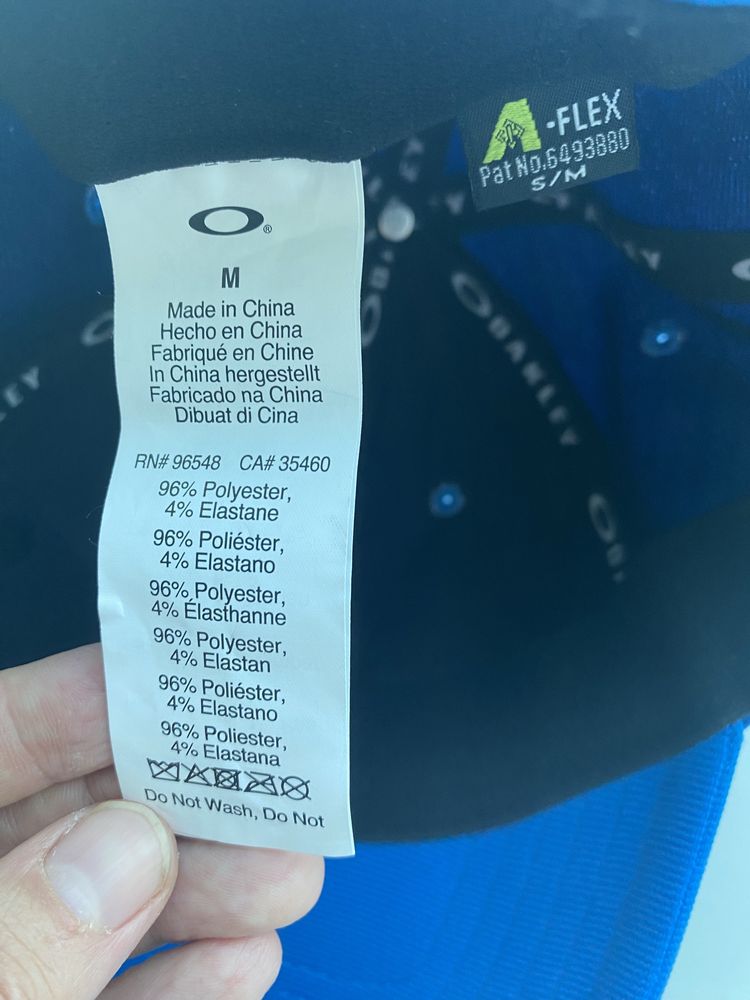 A-FLEX
Pat No.6493880
S/M
®
M
Made in China
Hecho en China
Fabriqué en Chine
In China hergestellt
Fabricado na China
Dibuat di Cina
RN# 96548 CA# 35460
96% Polyester,
4% Elastane
96% Poliéster,
4% Elastano
96% Polyester,
4% Élasthanne
96% Polyester,
4% Elastan
96% Poliéster,
4% Elastano
96% Poliester,
4% Elastana
Do Not Wash, Do Not
OAKLEY